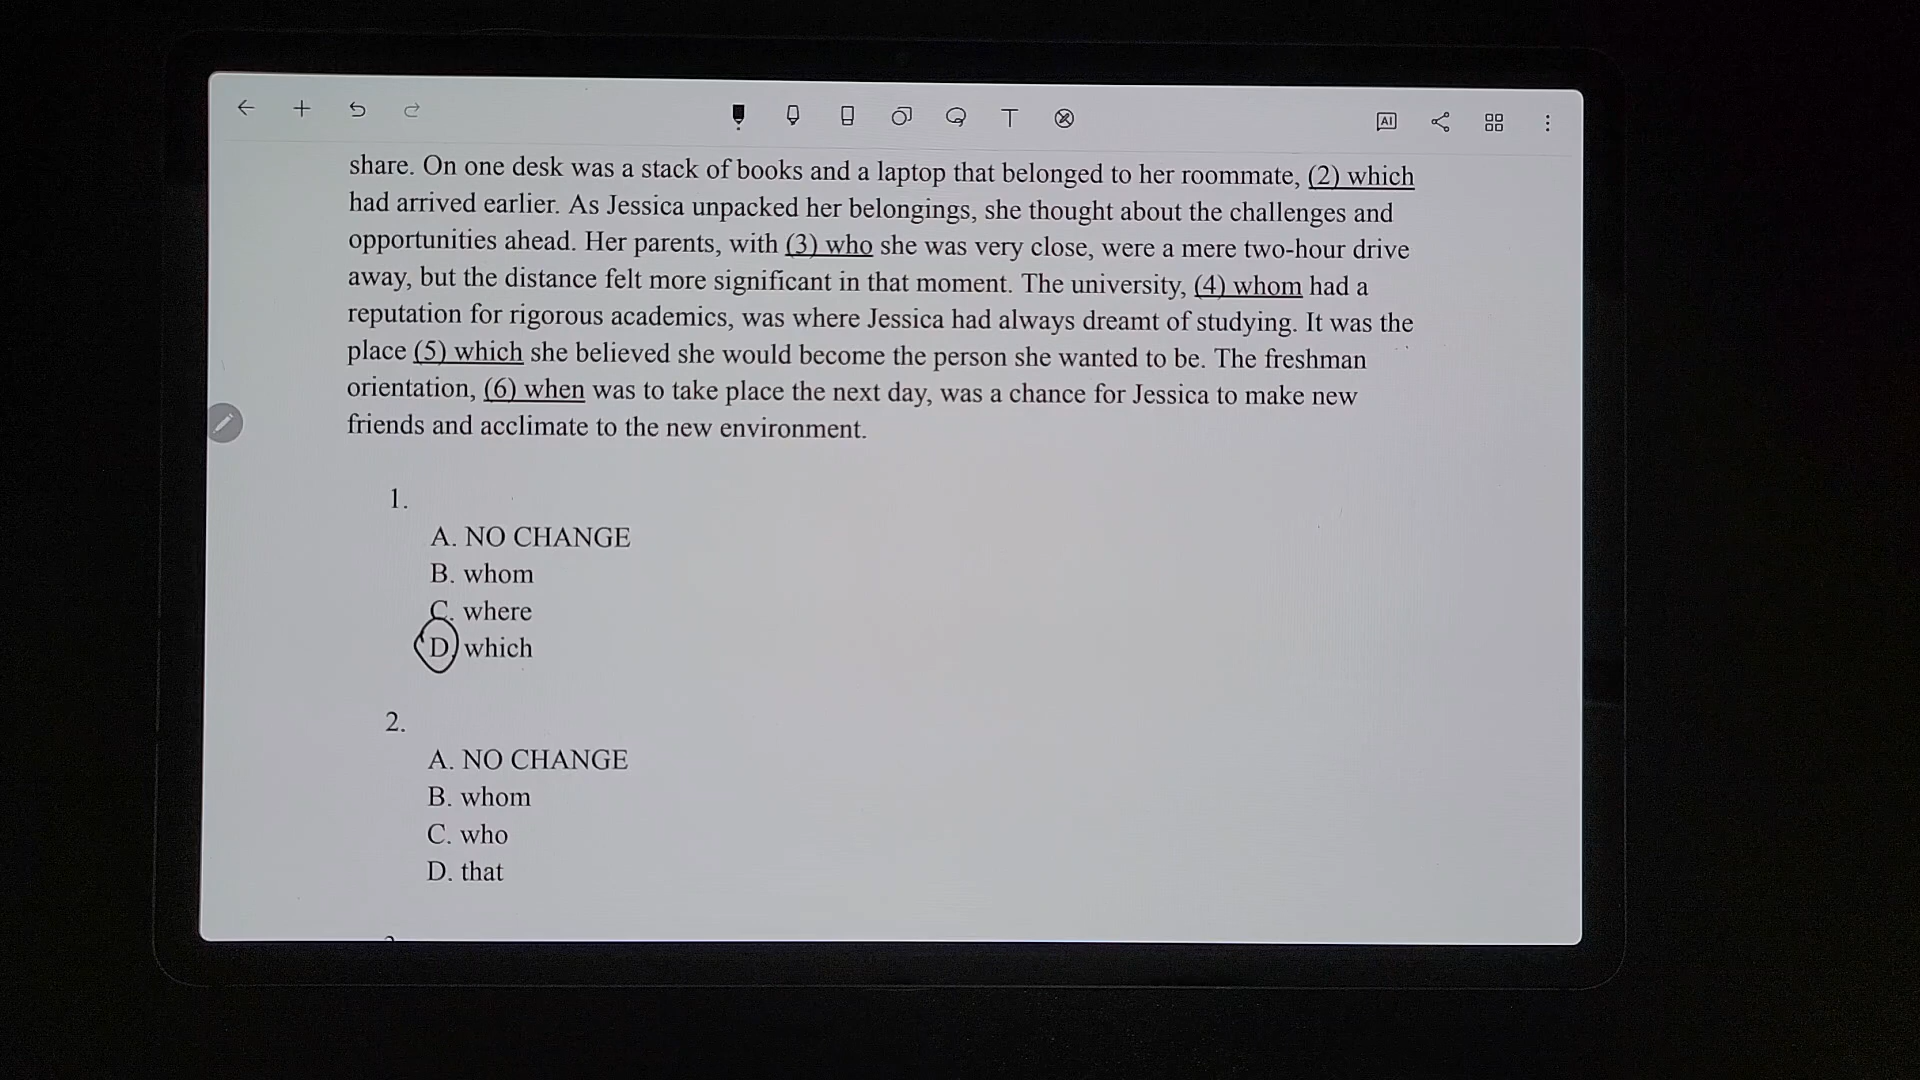 AI
share. On one desk was a stack of books and a laptop that belonged to her roommate, (2) which
had arrived earlier. As Jessica unpacked her belongings, she thought about the challenges and
opportunities ahead. Her parents, with (3) who she was very close, were a mere two-hour drive
away, but the distance felt more significant in that moment. The university, (4) whom had a
reputation for rigorous academics, was where Jessica had always dreamt of studying. It was the
place (5) which she believed she would become the person she wanted to be. The freshman
orientation, (6) when was to take place the next day, was a chance for Jessica to make new
friends and acclimate to the new environment.
1.
A. NO CHANGE
B. whom
C. where
D. which
2.
A. NO CHANGE
B. whom
C. who
D. that